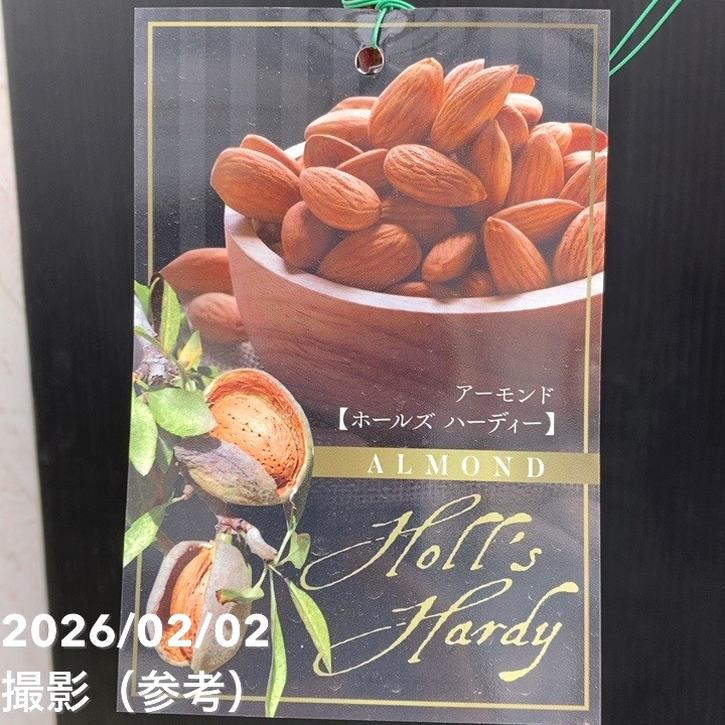 アーモンド
【ホールズ ハーディー】
ALMOND
Holl's
Hardy
2026/02/02
撮影（参考）